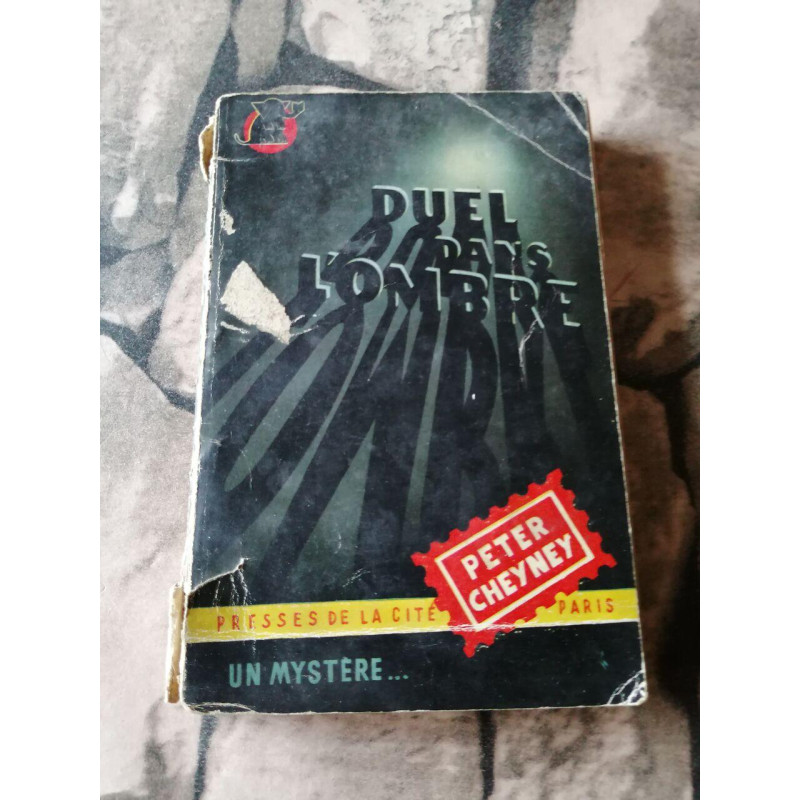 DUEL
DANS
L'OMBRE
PETER
CHEYNEY
PRESSES DE LA CITÉ PARIS
UN MYSTÈRE...